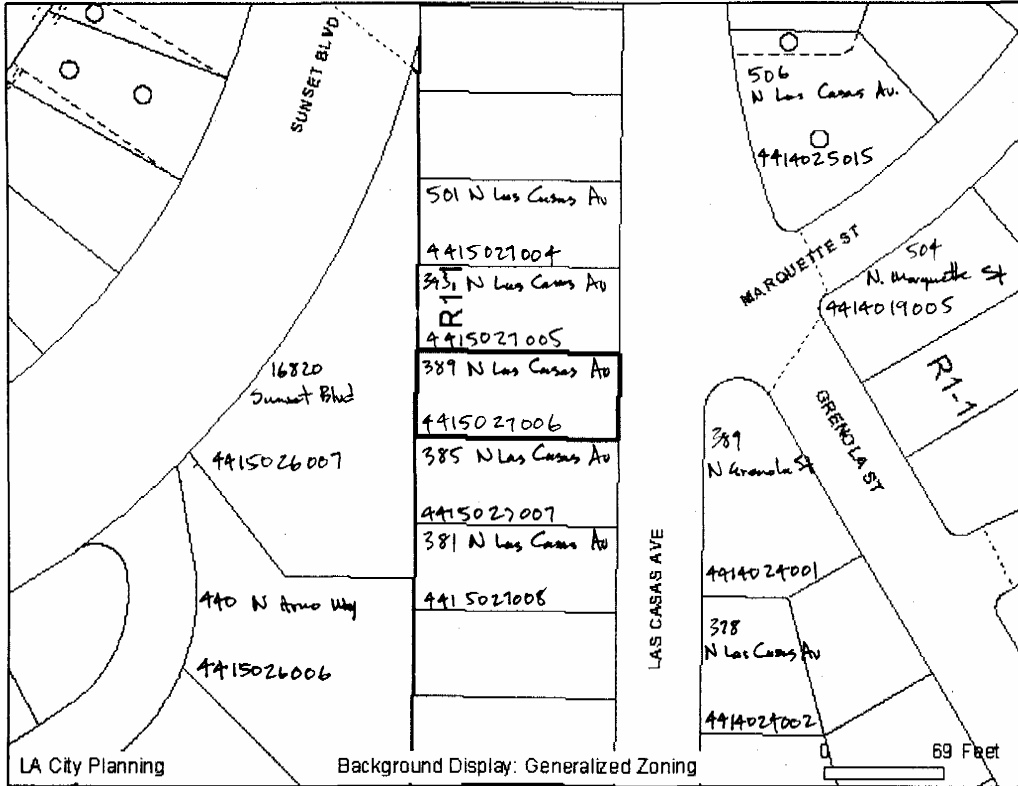 SUNSET BLVD
506
N Las Casas Av.
4414025015
501 N Las Casas Av
4415027004
393 N Las Casas Av
R1-1
4415027005
MARQUETTE ST
504
N. Marquette St
4414019005
16820
Sunset Blvd
4415026007
389 N Las Casas Av
4415027006
R1-1
GRENOLA ST
389
N Grenola St
4414024001
385 N Las Casas Av
4415027007
381 N Las Casas Av
4415027008
440 N Arno Way
4415026006
LAS CASAS AVE
378
N Las Casas Av
4414024002
LA City Planning
Background Display: Generalized Zoning
0 69 Feet